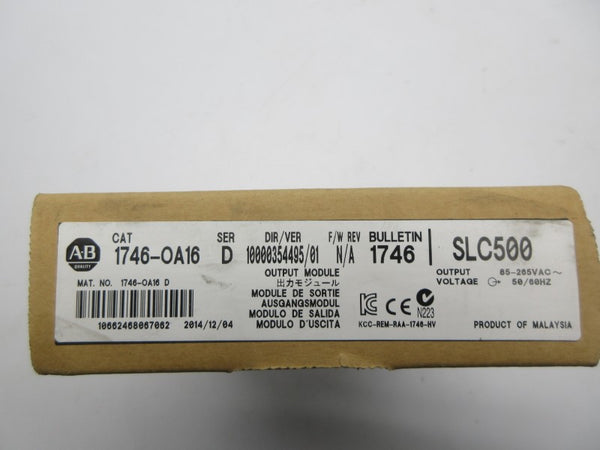 A-B
QUALITY
CAT 1746-OA16
SER D
DIR/VER 10000354495/01
F/W REV N/A
BULLETIN 1746
SLC500
MAT. NO. 1746-OA16 D
10662468067062 2014/12/04
OUTPUT MODULE
出力モジュール
MODULE DE SORTIE
AUSGANGSMODUL
MODULO DE SALIDA
MODULO D'USCITA
CE
N223
KCC-REM-RAA-1746-HV
OUTPUT VOLTAGE 85-265VAC~ 50/60HZ
PRODUCT OF MALAYSIA